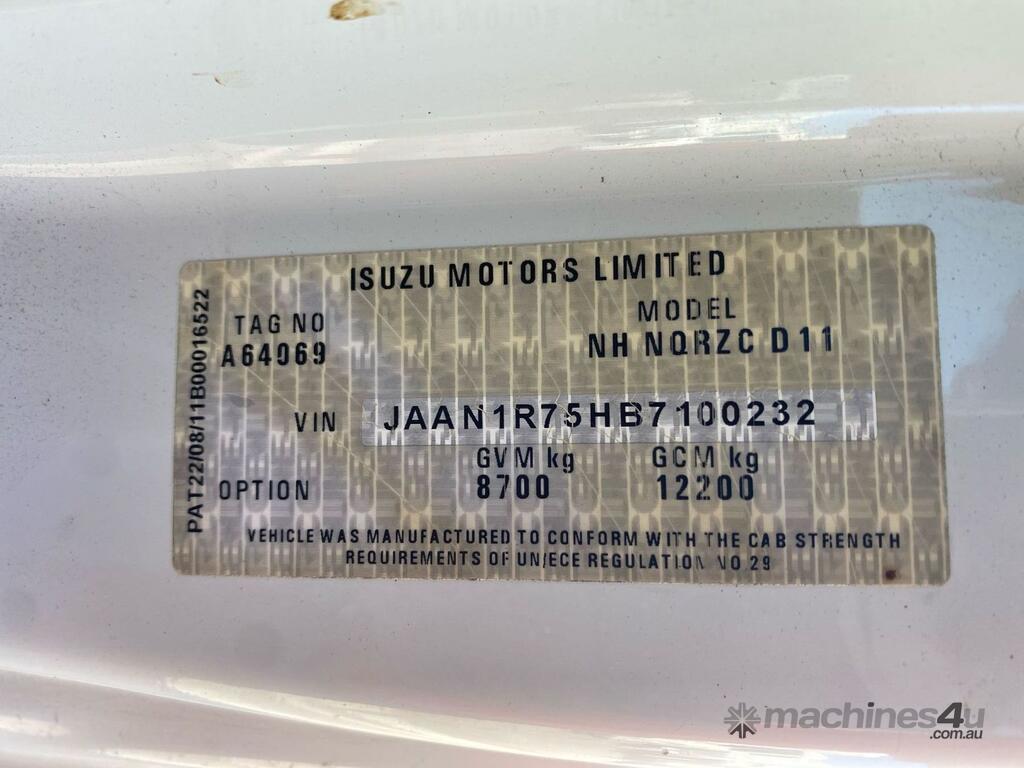 ISUZU MOTORS LIMITED
TAG NO
A64069
MODEL
NH NQRZC D11
VIN JAAN1R75HB7100232
GVM kg
8700
GCM kg
12200
OPTION
VEHICLE WAS MANUFACTURED TO CONFORM WITH THE CAB STRENGTH
REQUIREMENTS OF UN/ECE REGULATION NO 29
PAT22/08/11B00016522
machines4u
.com.au